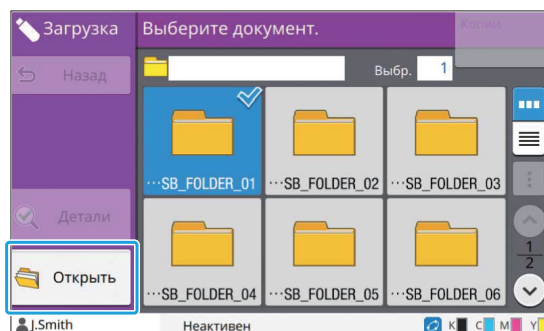 Загрузка
Выберите документ.
Копии
Назад
Выбр. 1
···SB_FOLDER_01
···SB_FOLDER_02
···SB_FOLDER_03
Детали
1
2
Открыть
···SB_FOLDER_04
···SB_FOLDER_05
···SB_FOLDER_06
J.Smith
Неактивен
K C M Y